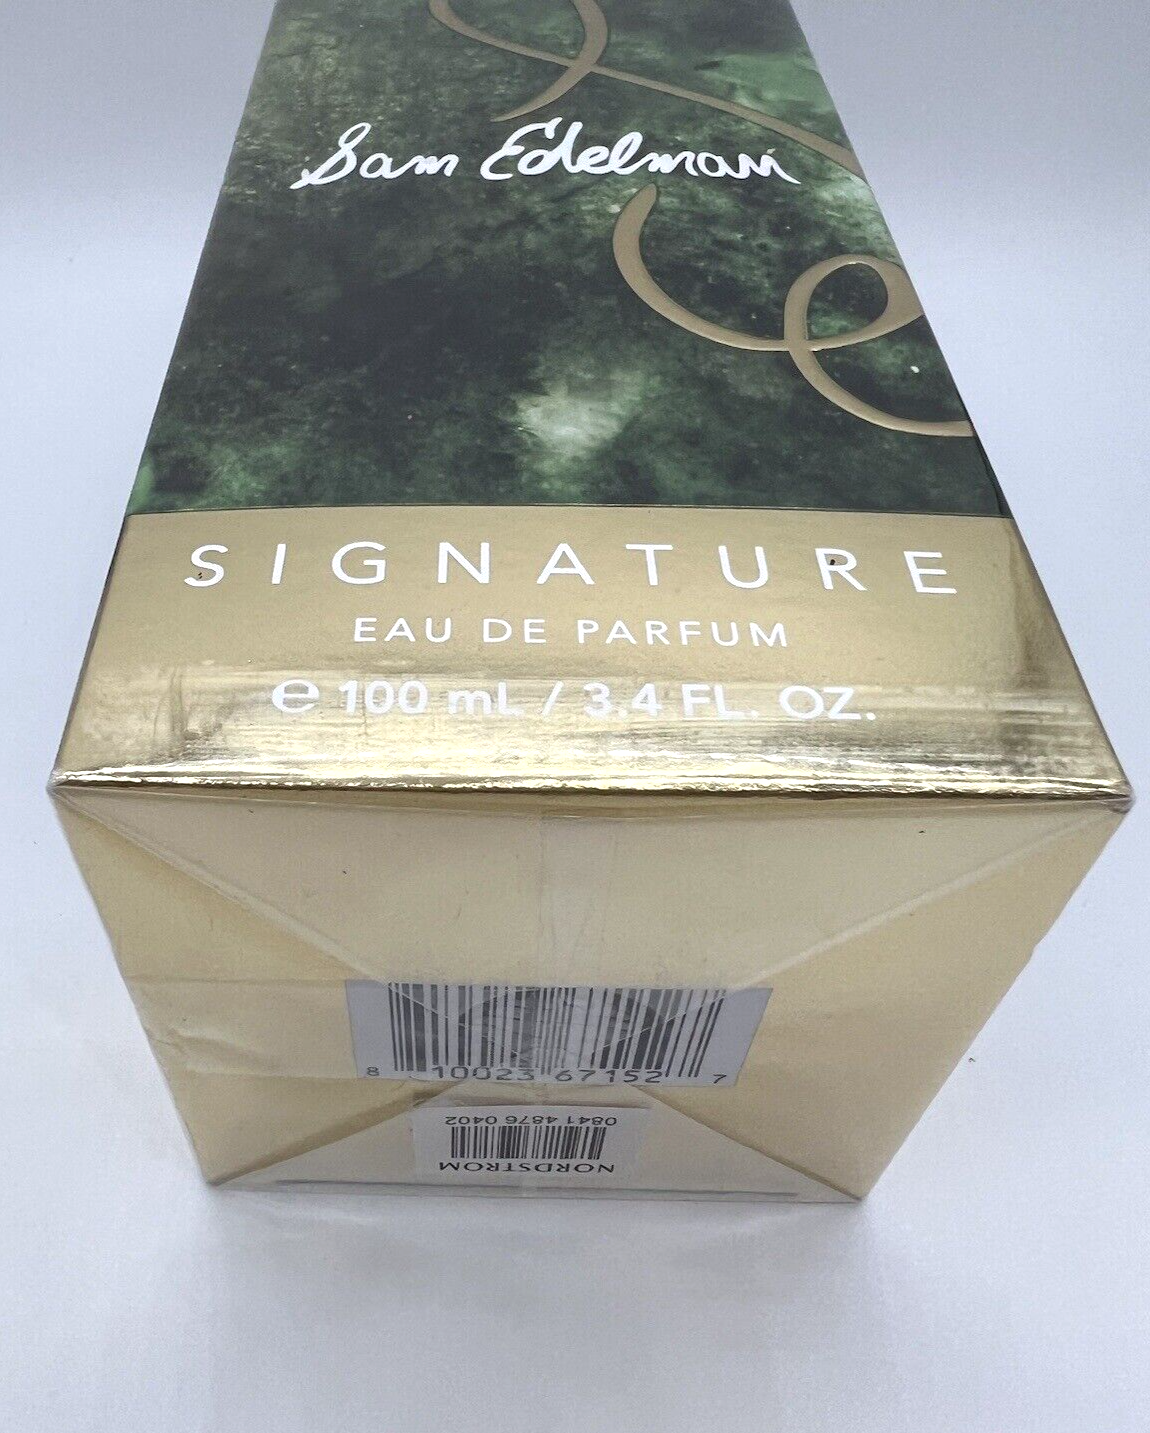 Sam Edelman
SIGNATURE
EAU DE PARFUM
℮ 100 mL / 3.4 FL. OZ.
8 10023 67152 7
0841 4876 0402
NORDSTROM